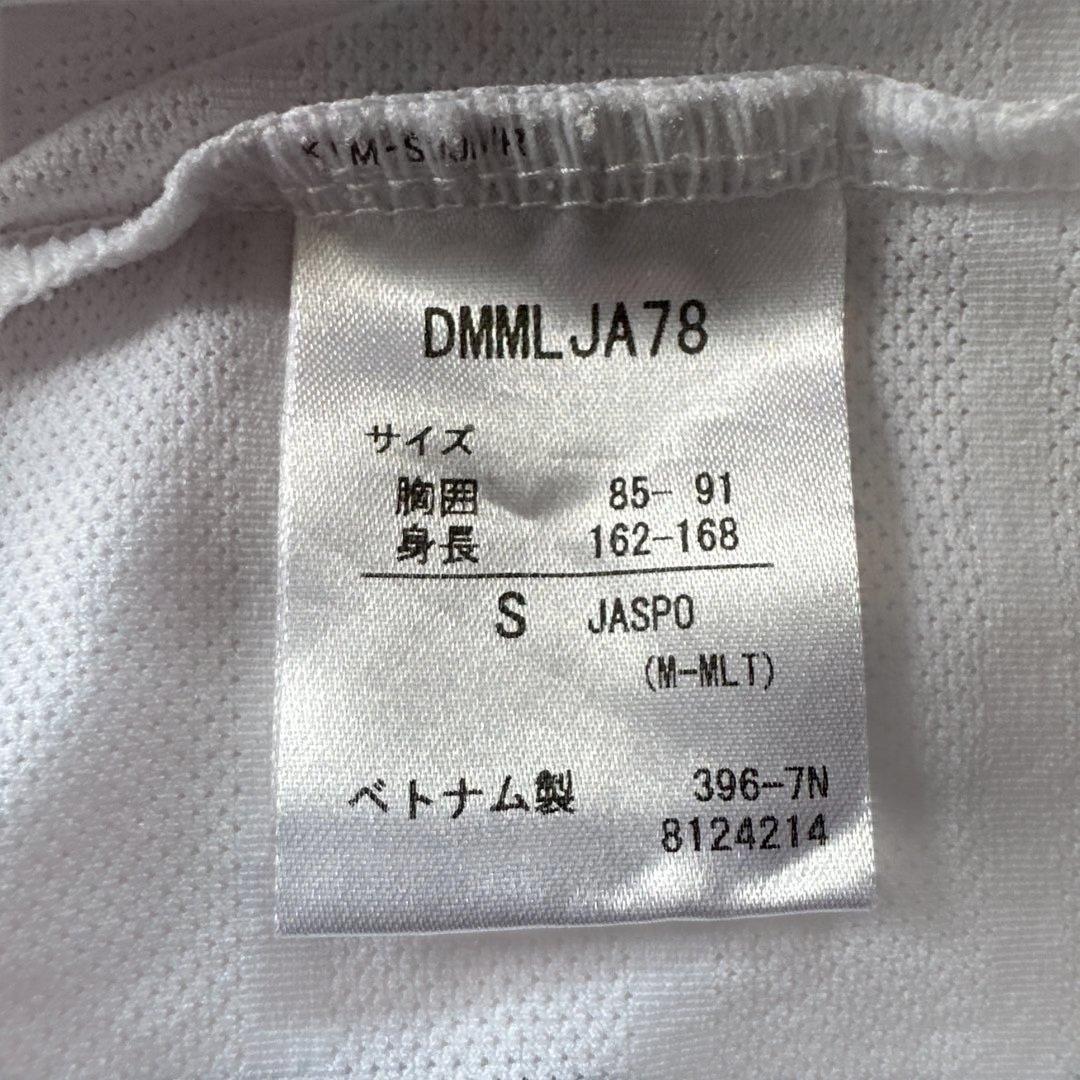 DMMLJA78
サイズ
胸囲 85- 91
身長 162-168
S JASPO
(M-MLT)
ベトナム製 396-7N
8124214